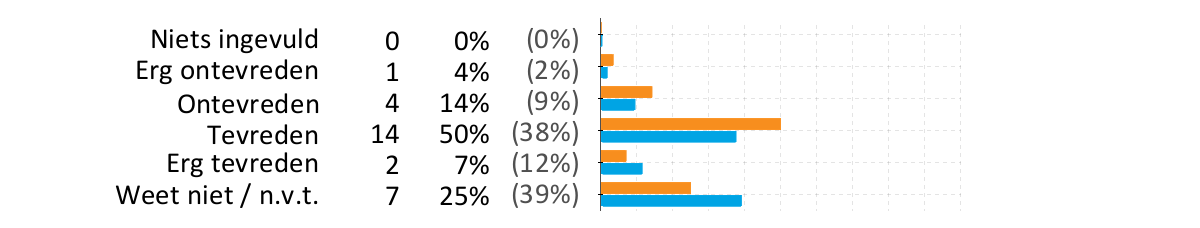 Niets ingevuld 0 0% (0%)
Erg ontevreden 1 4% (2%)
Ontevreden 4 14% (9%)
Tevreden 14 50% (38%)
Erg tevreden 2 7% (12%)
Weet niet / n.v.t. 7 25% (39%)